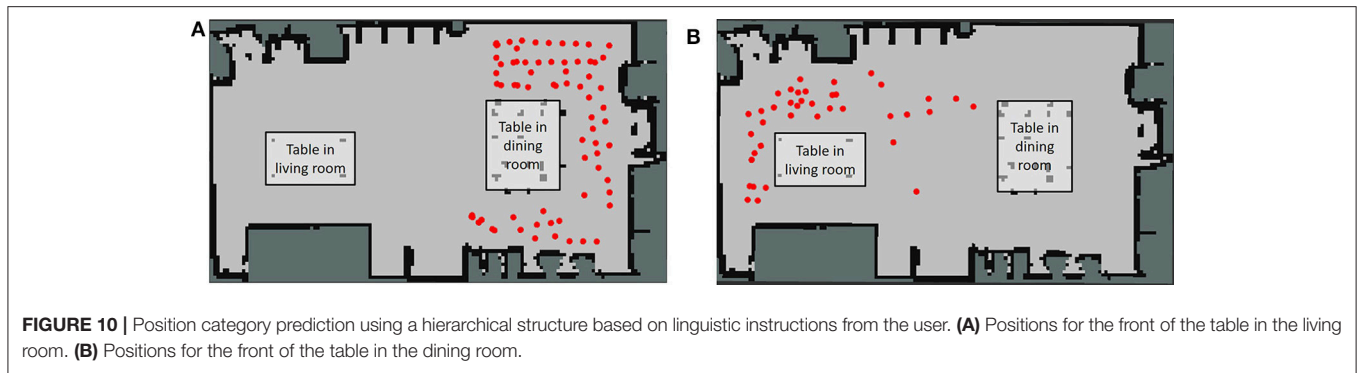 A
B
Table in
living room
Table in
dining
room
Table in
living room
Table in
dining
room
FIGURE 10 | Position category prediction using a hierarchical structure based on linguistic instructions from the user. (A) Positions for the front of the table in the living
room. (B) Positions for the front of the table in the dining room.